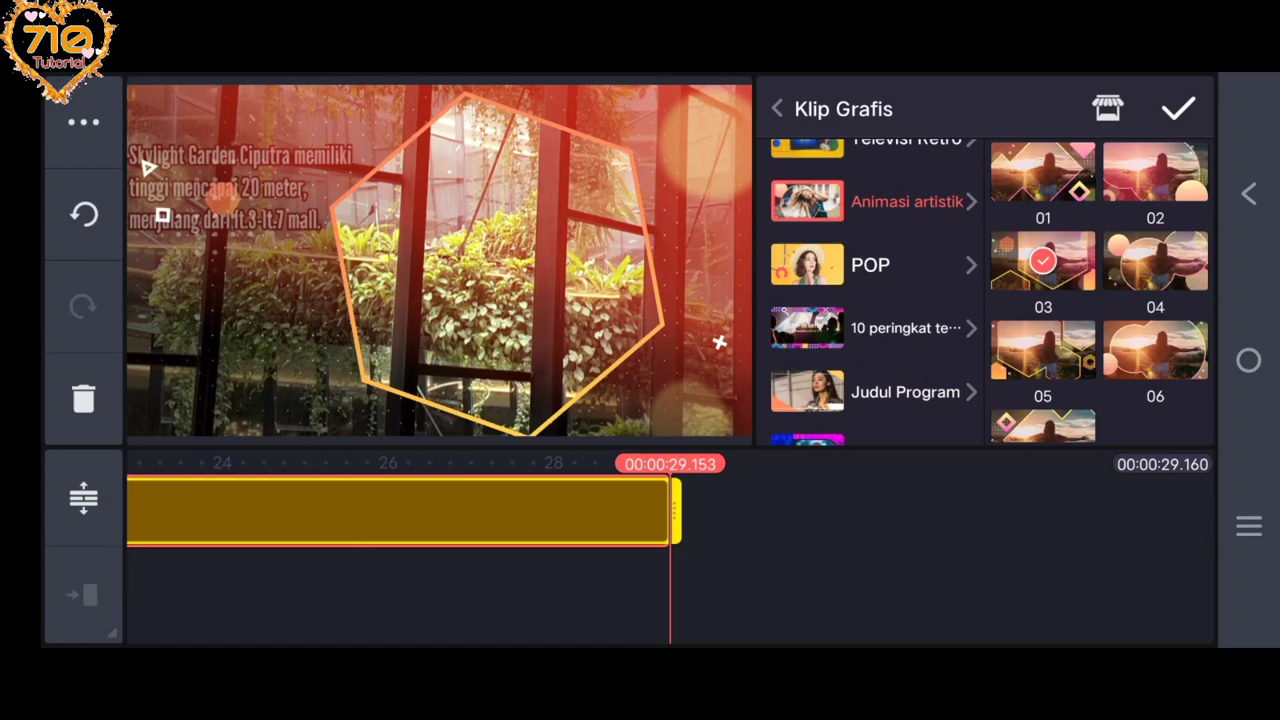 710
Tutorial
Skylight Garden Ciputra memiliki
tinggi mencapai 20 meter,
menjulang dari lt.3-lt.7 mall.
Klip Grafis
Televisi Retro
Animasi artistik
POP
10 peringkat te···
Judul Program
01
02
03
04
05
06
24
26
28
00:00:29.153
00:00:29.160